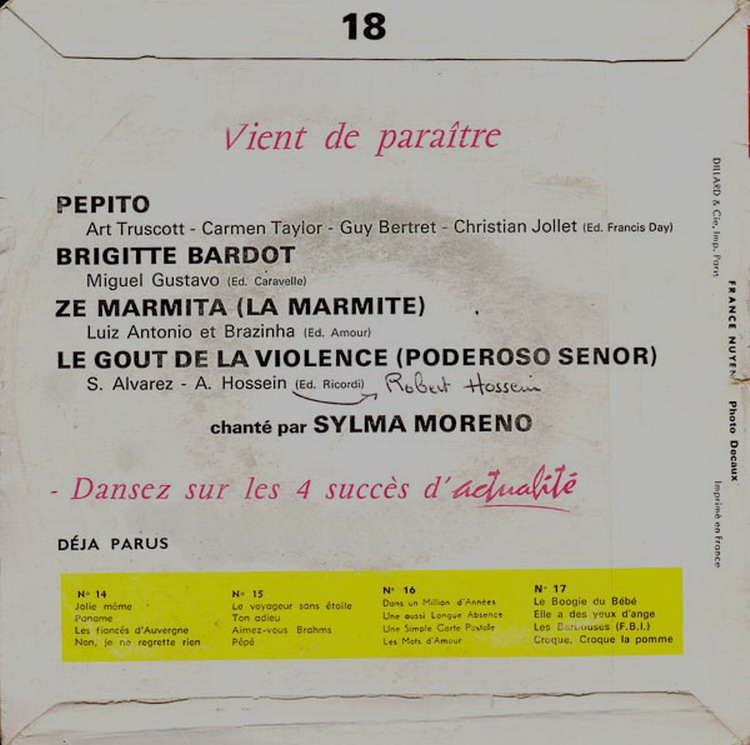 18
Vient de paraître
PEPITO
Art Truscott - Carmen Taylor - Guy Bertret - Christian Jollet (Ed. Francis Day)
BRIGITTE BARDOT
Miguel Gustavo (Ed. Caravelle)
ZE MARMITA (LA MARMITE)
Luiz Antonio et Brazinha (Ed. Amour)
LE GOUT DE LA VIOLENCE (PODEROSO SENOR)
S. Alvarez - A. Hossein (Ed. Ricordi) Robert Hossein
chanté par SYLMA MORENO
- Dansez sur les 4 succès d'actualité
DÉJA PARUS
N° 14
Jolie môme
Paname
Les fiancés d'Auvergne
Non, je ne regrette rien
N° 15
Le voyageur sans étoile
Ton adieu
Aimez-vous Brahms
Pépé
N° 16
Dans un Million d'Années
Une aussi Longue Absence
Une Simple Carte Postale
Les Mots d'Amour
N° 17
Le Boogie du Bébé
Elle a des yeux d'ange
Les Barbouses (F.B.I.)
Croque, Croque la pomme
DILLARD & Cie, Imp. Paris
FRANCE NUYEN Photo Decaux
Imprimé en France